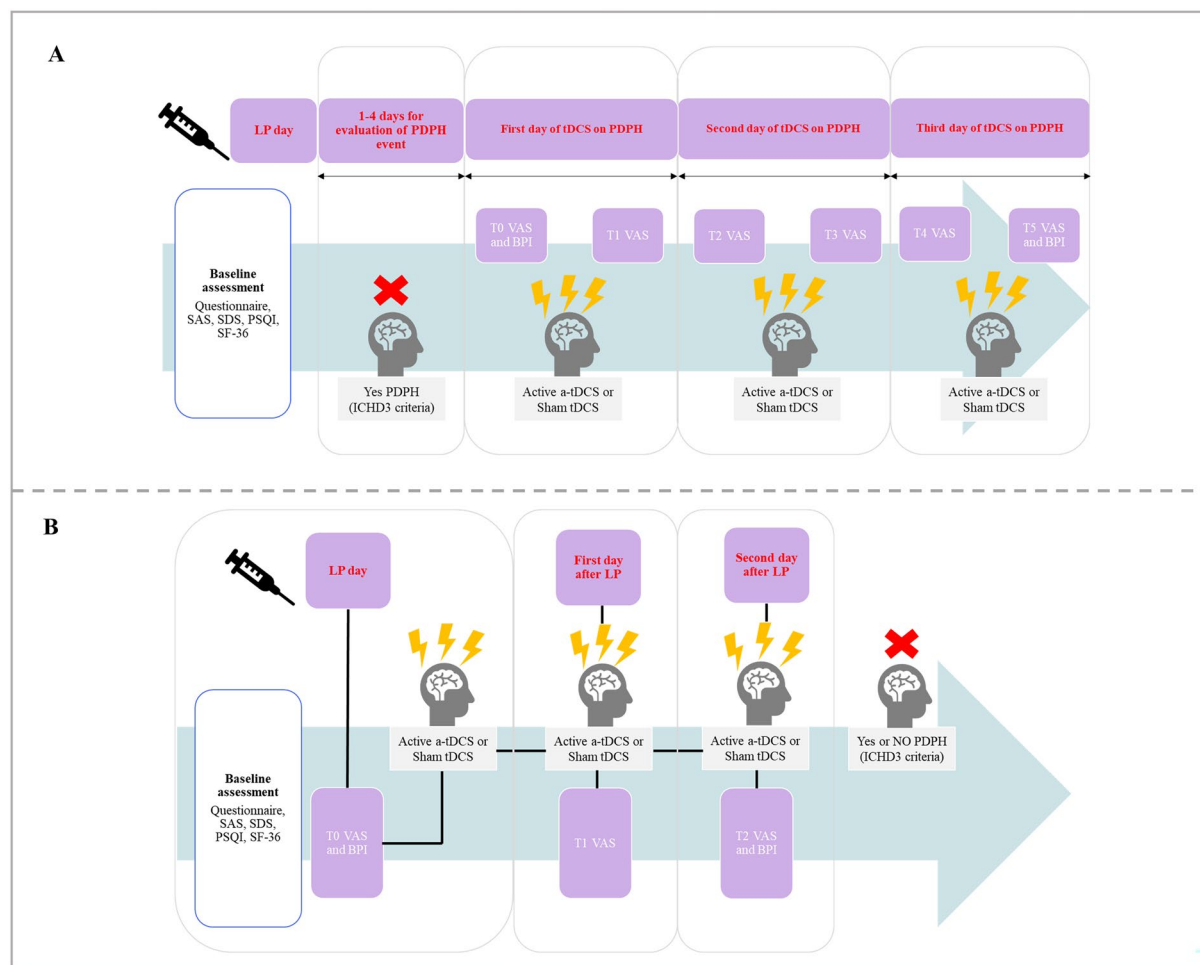 A
LP day
1-4 days for
evaluation of PDPH
event
First day of tDCS on PDPH
Second day of tDCS on PDPH
Third day of tDCS on PDPH
T0 VAS
and BPI
T1 VAS
T2 VAS
T3 VAS
T4 VAS
T5 VAS
and BPI
Baseline
assessment
Questionnaire,
SAS, SDS, PSQI,
SF-36
Yes PDPH
(ICHD3 criteria)
Active a-tDCS or
Sham tDCS
Active a-tDCS or
Sham tDCS
Active a-tDCS or
Sham tDCS
B
LP day
First day
after LP
Second day
after LP
Active a-tDCS or
Sham tDCS
Active a-tDCS or
Sham tDCS
Active a-tDCS or
Sham tDCS
Yes or NO PDPH
(ICHD3 criteria)
Baseline
assessment
Questionnaire,
SAS, SDS,
PSQI, SF-36
T0 VAS
and BPI
T1 VAS
T2 VAS
and BPI